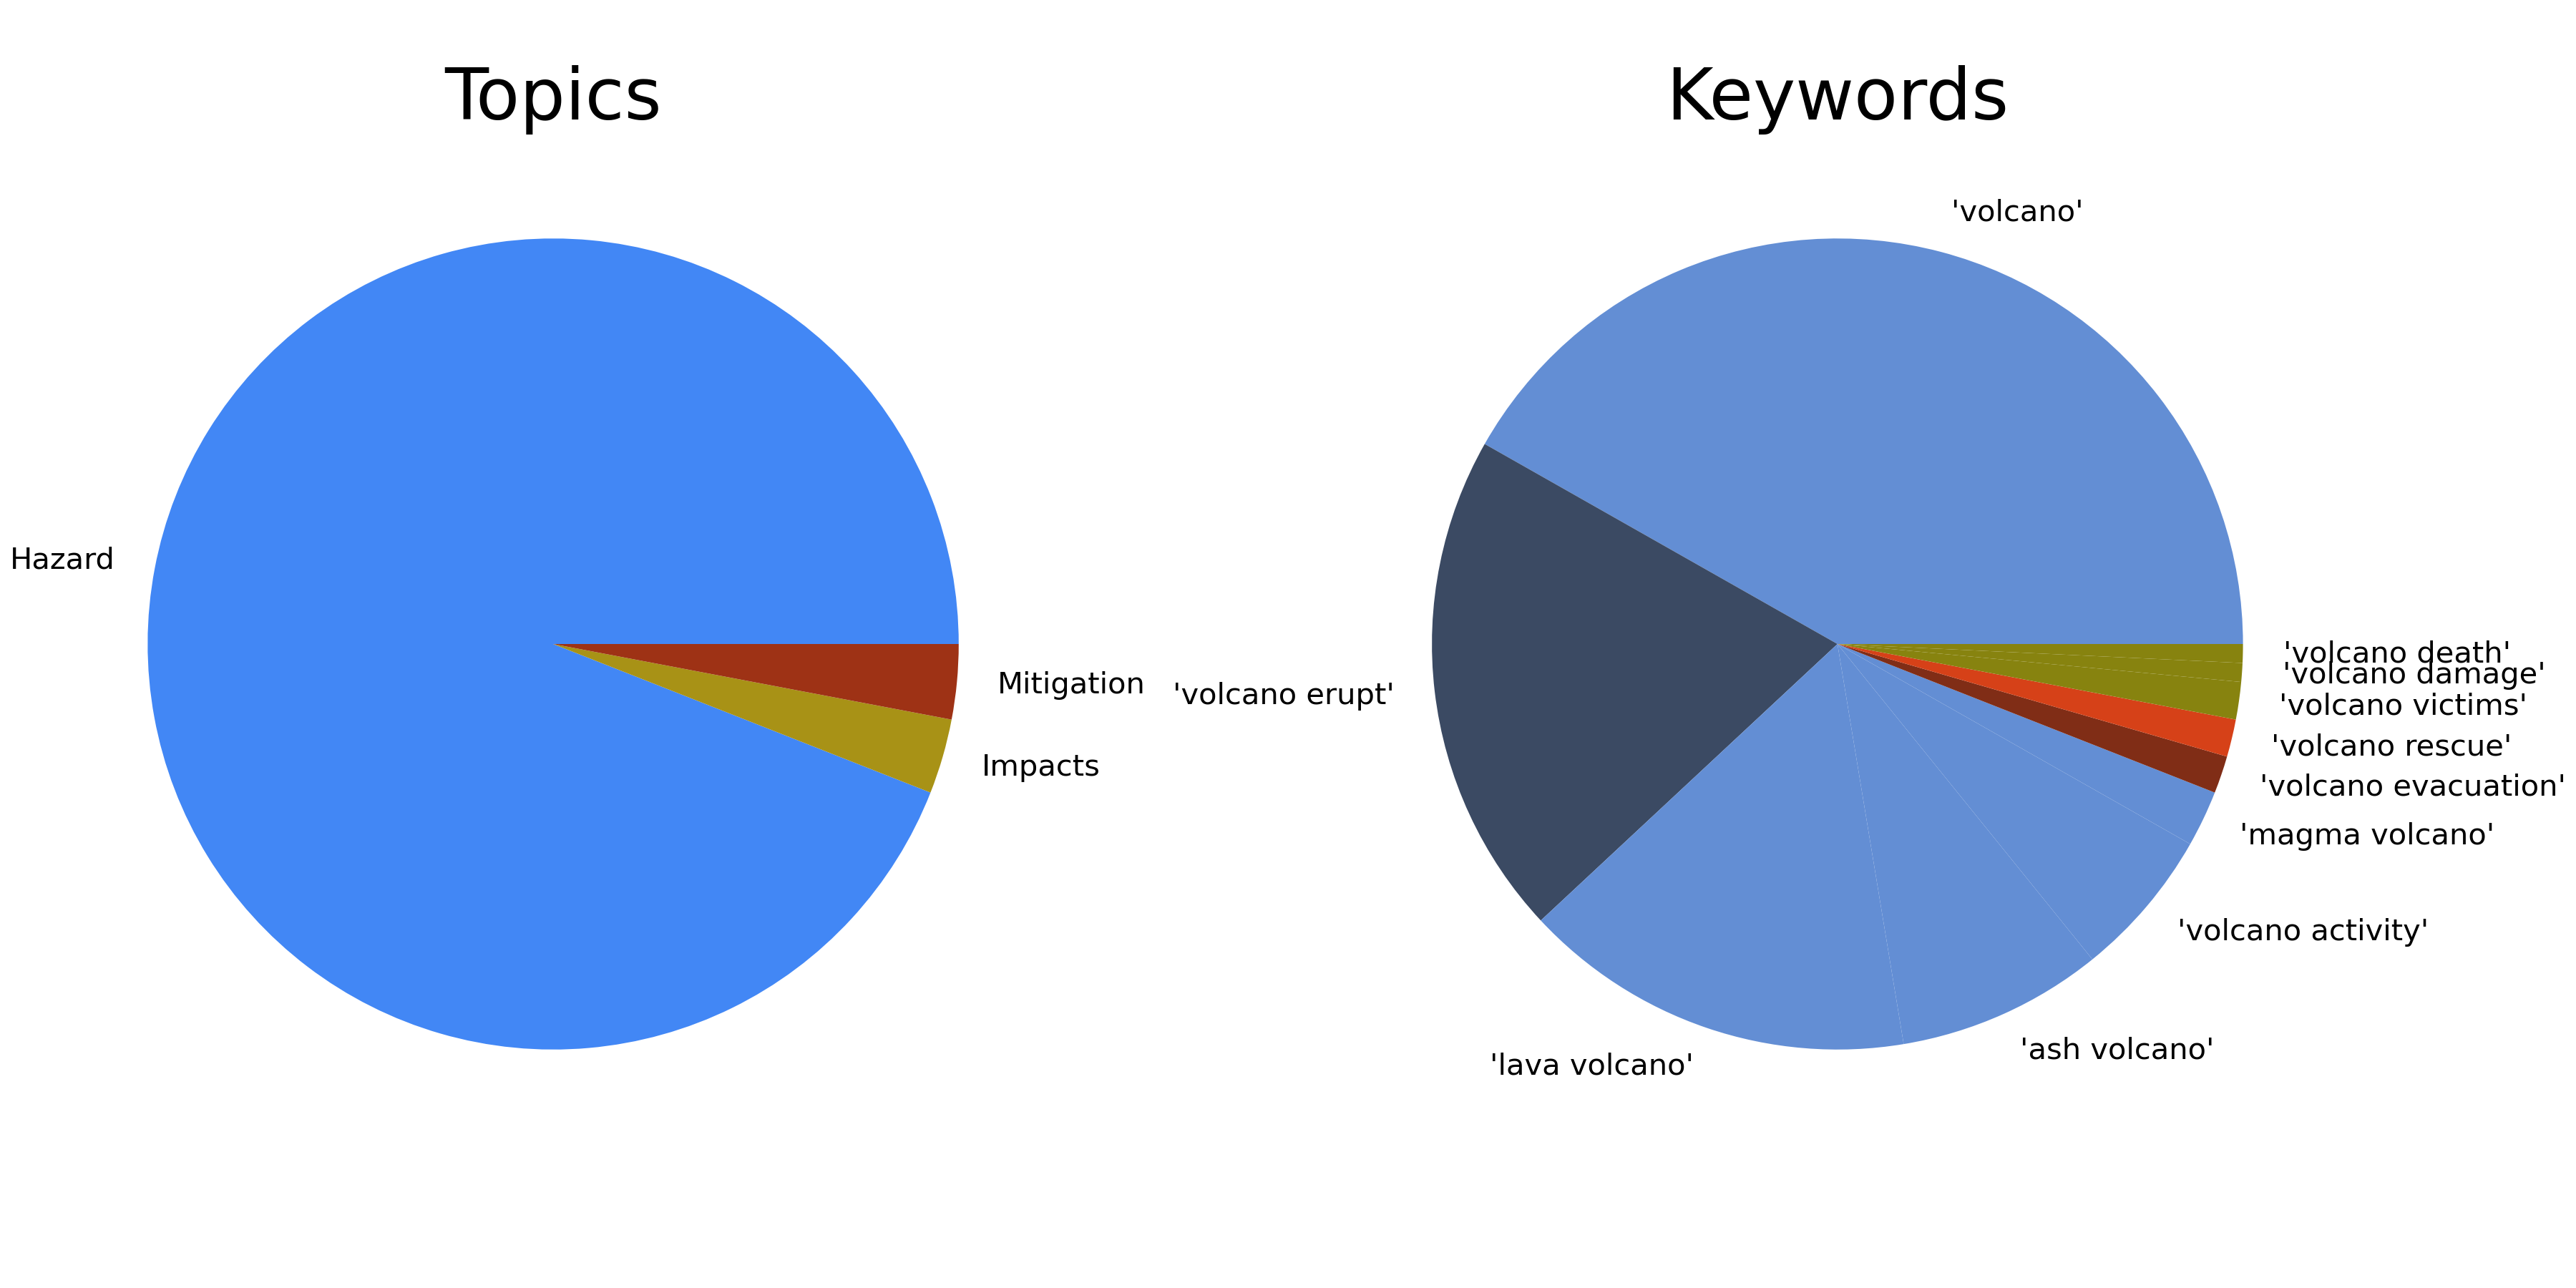 Topics
Hazard
Mitigation
Impacts
Keywords
'volcano'
'volcano erupt'
'lava volcano'
'ash volcano'
'volcano activity'
'magma volcano'
'volcano evacuation'
'volcano rescue'
'volcano victims'
'volcano damage'
'volcano death'